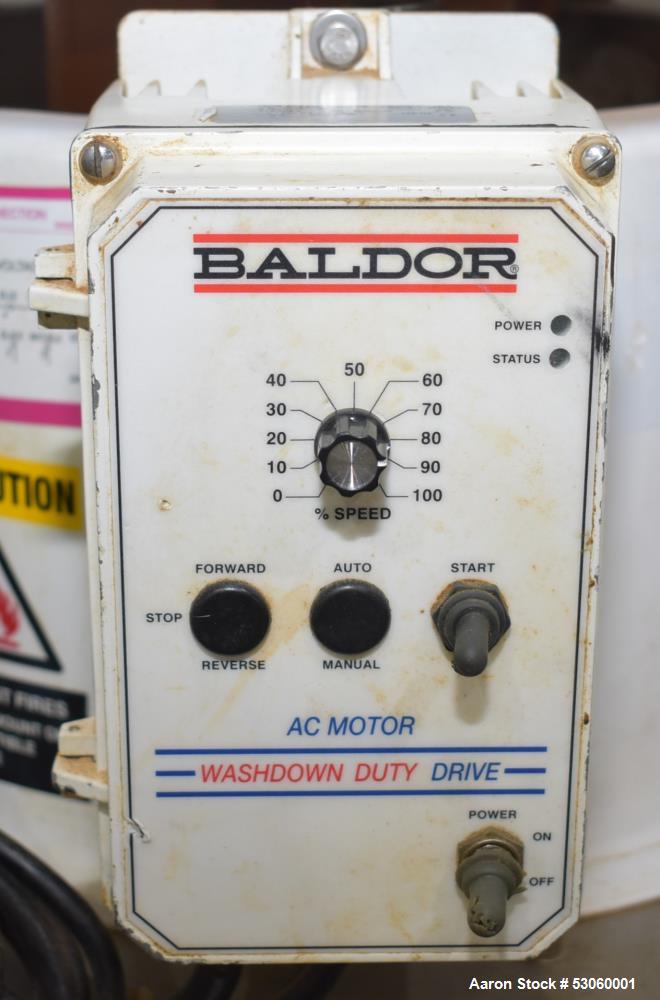 BALDOR®
POWER
STATUS
40 50 60
30 70
20 80
10 90
0 100
% SPEED
FORWARD AUTO START
STOP
REVERSE MANUAL
AC MOTOR
WASHDOWN DUTY DRIVE
POWER
ON
OFF
UTION
T FIRES
Aaron Stock # 53060001